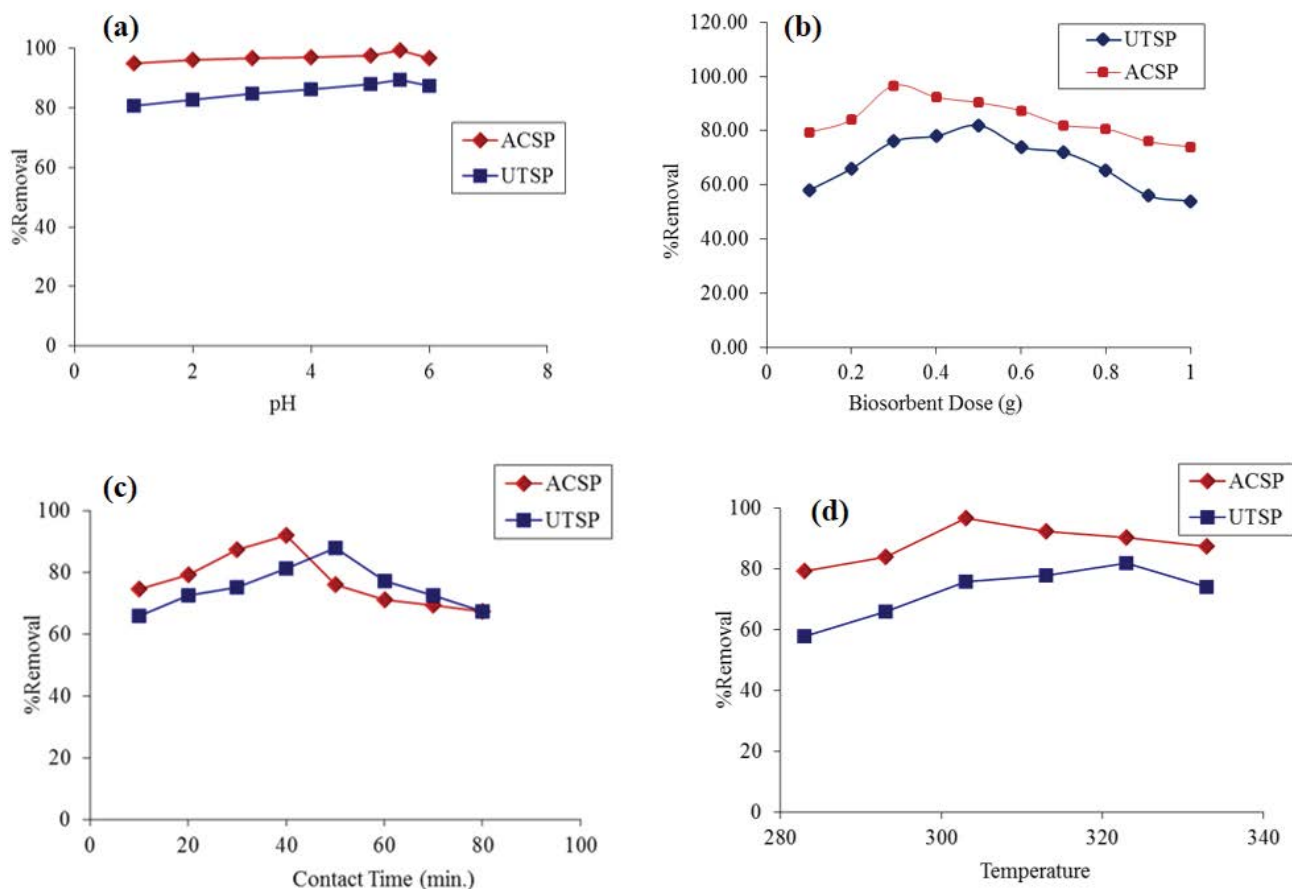 (a)
100
80
60
40
20
0
%Removal
0 2 4 6 8
pH
ACSP
UTSP
(b)
120.00
100.00
80.00
60.00
40.00
20.00
0.00
%Removal
0 0.2 0.4 0.6 0.8 1
Biosorbent Dose (g)
UTSP
ACSP
(c)
100
80
60
40
20
0
%Removal
0 20 40 60 80 100
Contact Time (min.)
ACSP
UTSP
(d)
100
80
60
40
20
0
%Removal
280 300 320 340
Temperature
ACSP
UTSP